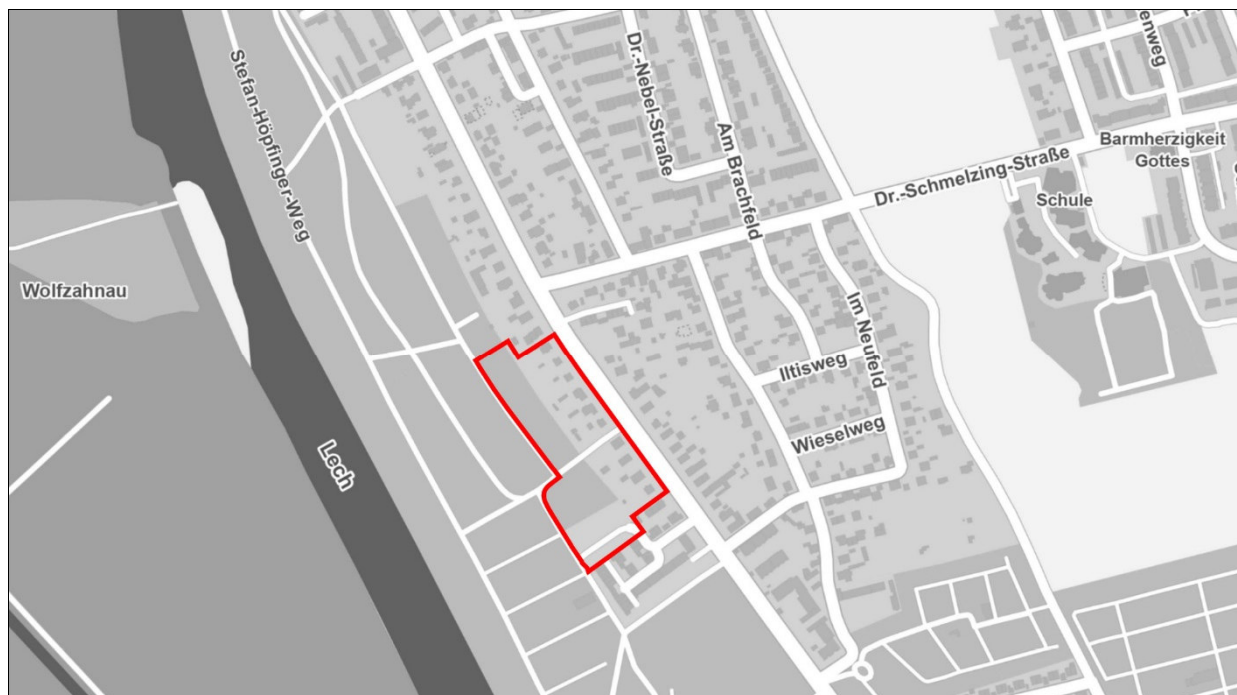 Stefan-Höpfinger-Weg
Dr.-Nebel-Straße
Am Brachfeld
Dr.-Schmelzing-Straße
enweg
Barmherzigkeit
Gottes
Schule
Wolfzahnau
Im Neufeld
Iltisweg
Wieselweg
Lech